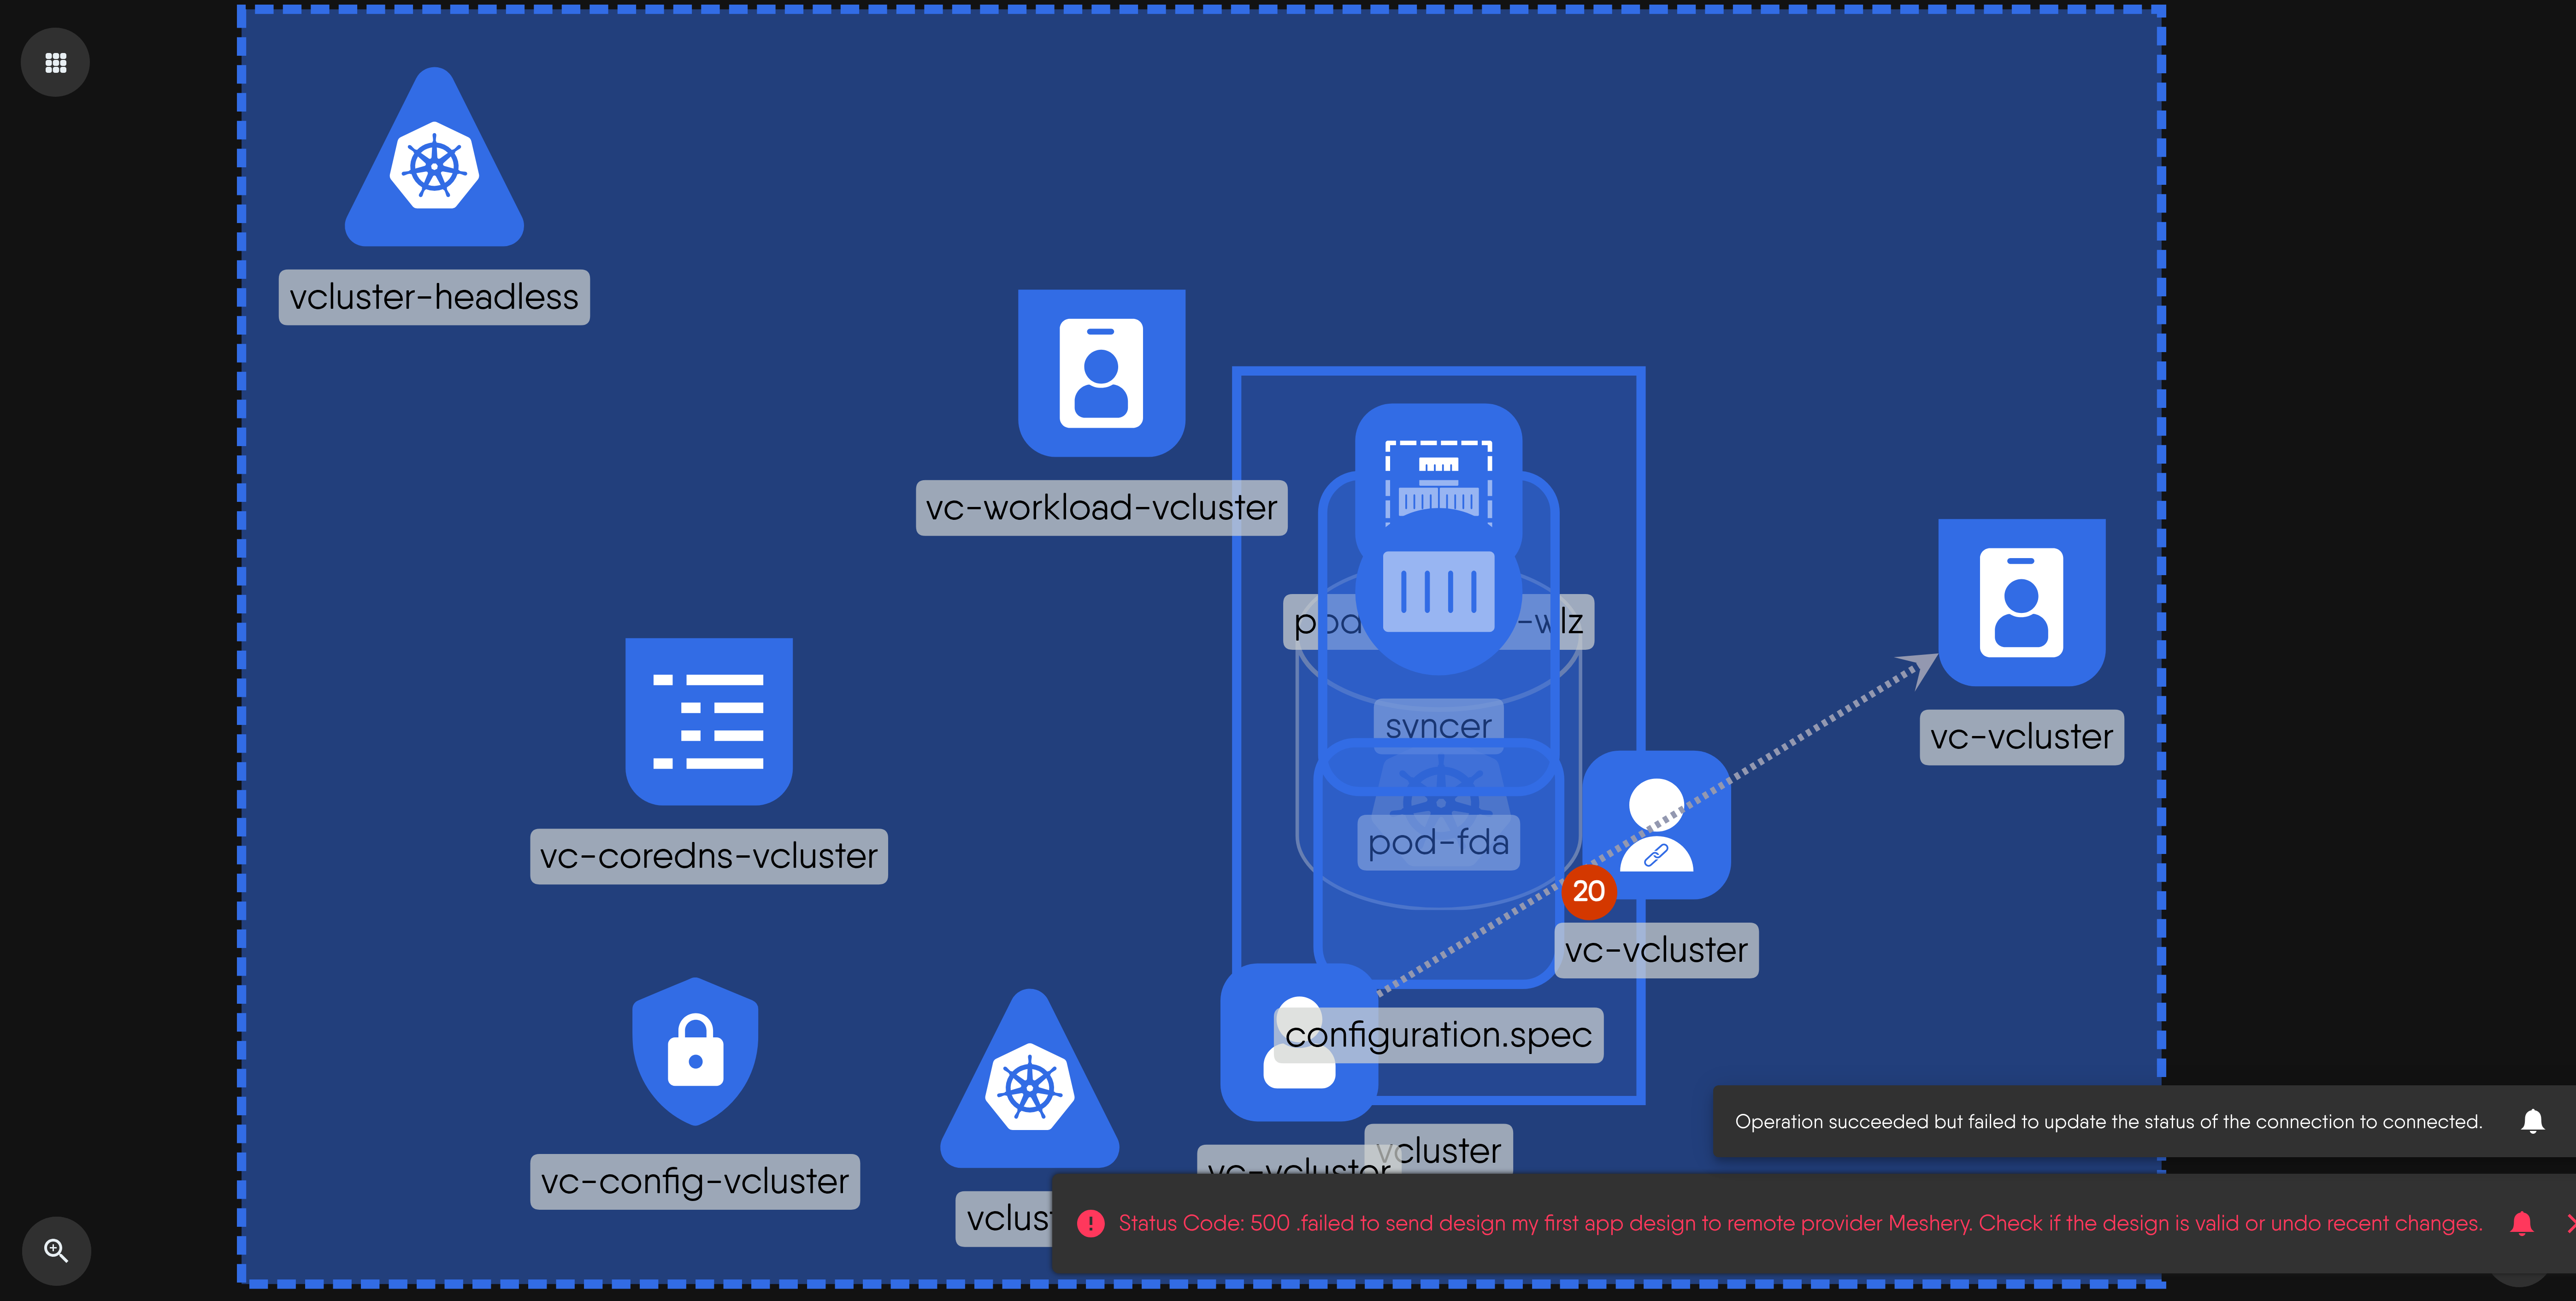 vcluster-headless
vc-workload-vcluster
-wlz
syncer
vc-vcluster
pod-fda
vc-coredns-vcluster
20
vc-vcluster
configuration.spec
Operation succeeded but failed to update the status of the connection to connected.
vcluster
vc-vcluster
vc-config-vcluster
Status Code: 500 .failed to send design my first app design to remote provider Meshery. Check if the design is valid or undo recent changes.